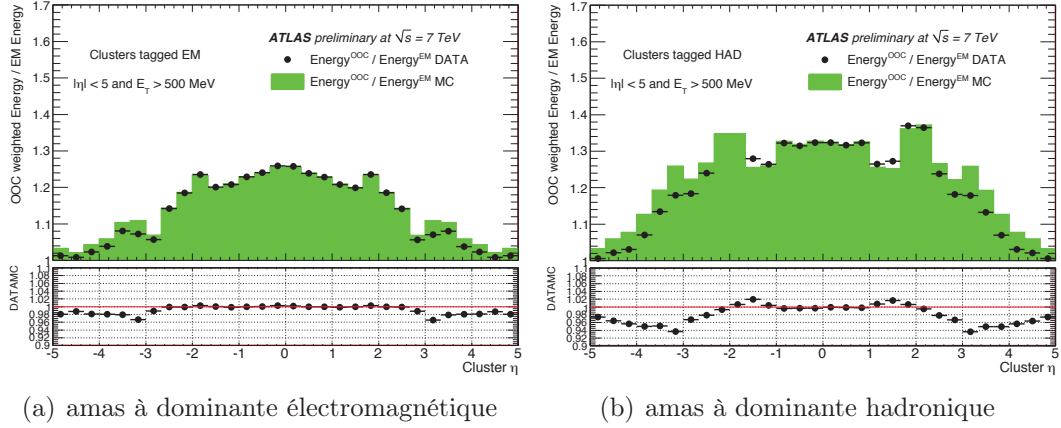 OOC weighted Energy / EM Energy
1.7
1.6
1.5
1.4
1.3
1.2
1.1
1
ATLAS preliminary at √s = 7 TeV
Clusters tagged EM
Energy^OOC / Energy^EM DATA
|η| < 5 and E_T > 500 MeV
Energy^OOC / Energy^EM MC
DATA/MC
1.1
1.08
1.06
1.04
1.02
1
0.98
0.96
0.94
0.92
0.9
-5 -4 -3 -2 -1 0 1 2 3 4 5
Cluster η
(a) amas à dominante électromagnétique
OOC weighted Energy / EM Energy
1.7
1.6
1.5
1.4
1.3
1.2
1.1
1
ATLAS preliminary at √s = 7 TeV
Clusters tagged HAD
Energy^OOC / Energy^EM DATA
|η| < 5 and E_T > 500 MeV
Energy^OOC / Energy^EM MC
DATA/MC
1.1
1.08
1.06
1.04
1.02
1
0.98
0.96
0.94
0.92
0.9
-5 -4 -3 -2 -1 0 1 2 3 4 5
Cluster η
(b) amas à dominante hadronique